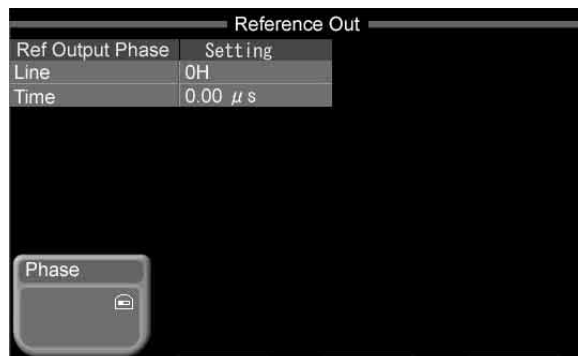 Reference Out
Ref Output Phase Setting
Line 0H
Time 0.00 μs
Phase